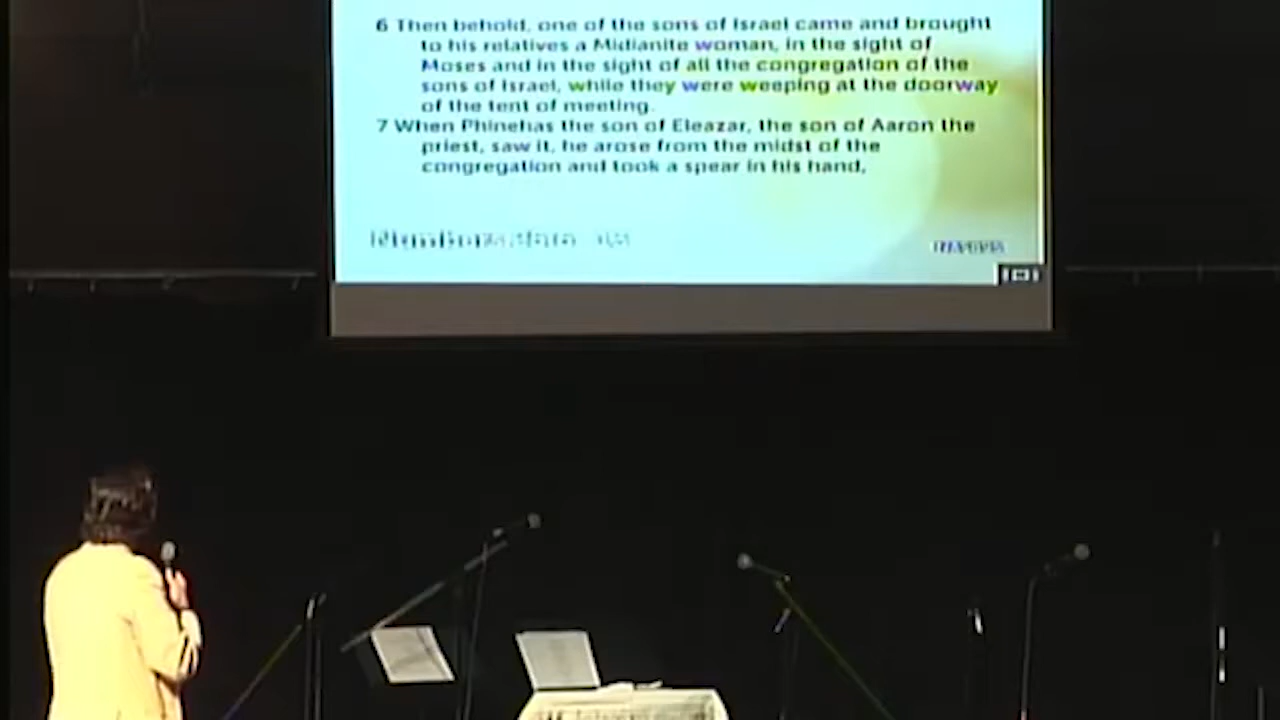 6 Then behold, one of the sons of Israel came and brought
to his relatives a Midianite woman, in the sight of
Moses and in the sight of all the congregation of the
sons of Israel, while they were weeping at the doorway
of the tent of meeting.
7 When Phinehas the son of Eleazar, the son of Aaron the
priest, saw it, he arose from the midst of the
congregation and took a spear in his hand,